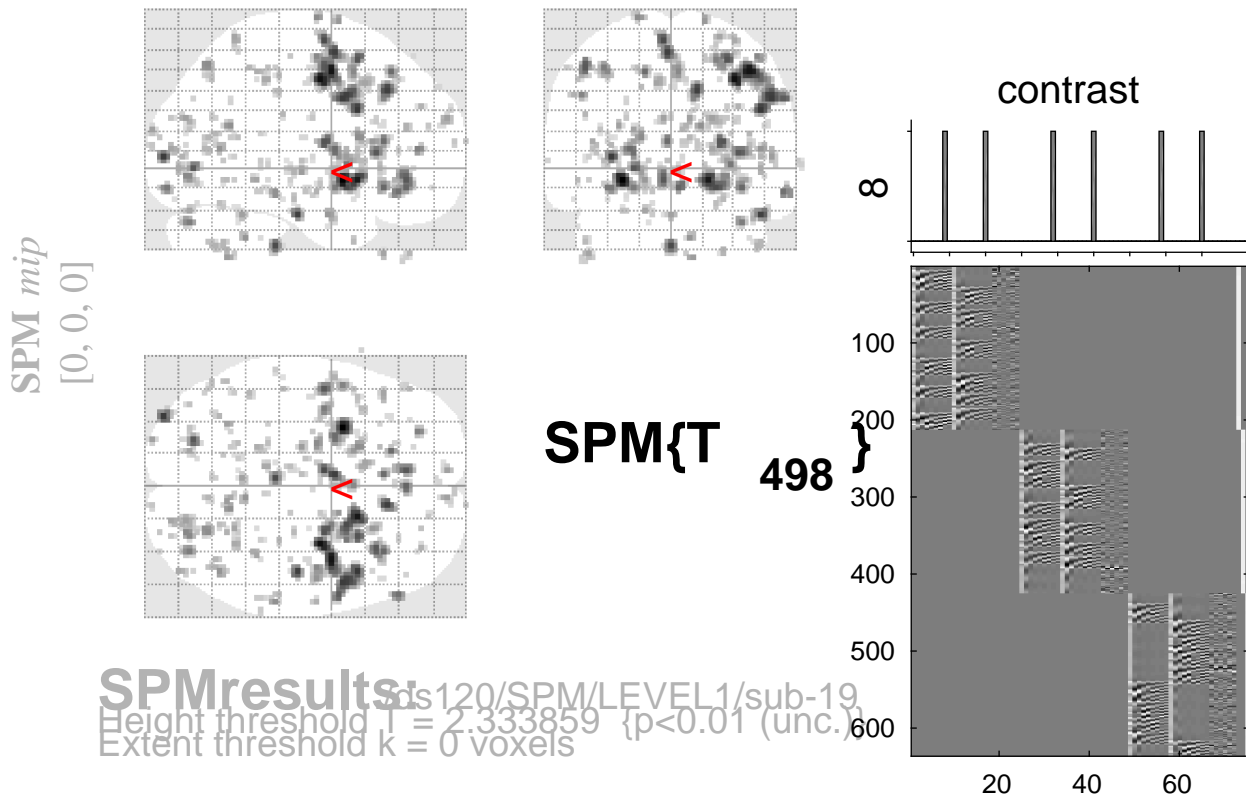 SPM mip
[0, 0, 0]
<
<
<
SPM{T498}
contrast
8
100
200
300
400
500
600
20 40 60
SPMresults: ./ds120/SPM/LEVEL1/sub-19
Height threshold T = 2.333859 {p<0.01 (unc.)}
Extent threshold k = 0 voxels